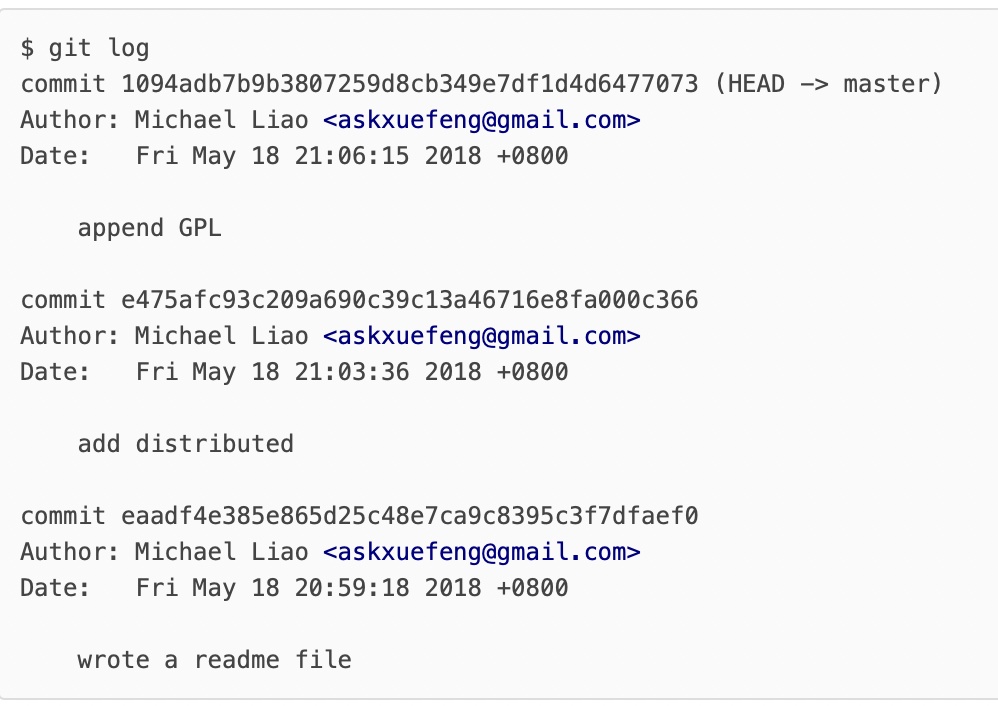 $ git log
commit 1094adb7b9b3807259d8cb349e7df1d4d6477073 (HEAD -> master)
Author: Michael Liao <askxuefeng@gmail.com>
Date:   Fri May 18 21:06:15 2018 +0800
    append GPL
commit e475afc93c209a690c39c13a46716e8fa000c366
Author: Michael Liao <askxuefeng@gmail.com>
Date:   Fri May 18 21:03:36 2018 +0800
    add distributed
commit eaadf4e385e865d25c48e7ca9c8395c3f7dfaef0
Author: Michael Liao <askxuefeng@gmail.com>
Date:   Fri May 18 20:59:18 2018 +0800
    wrote a readme file